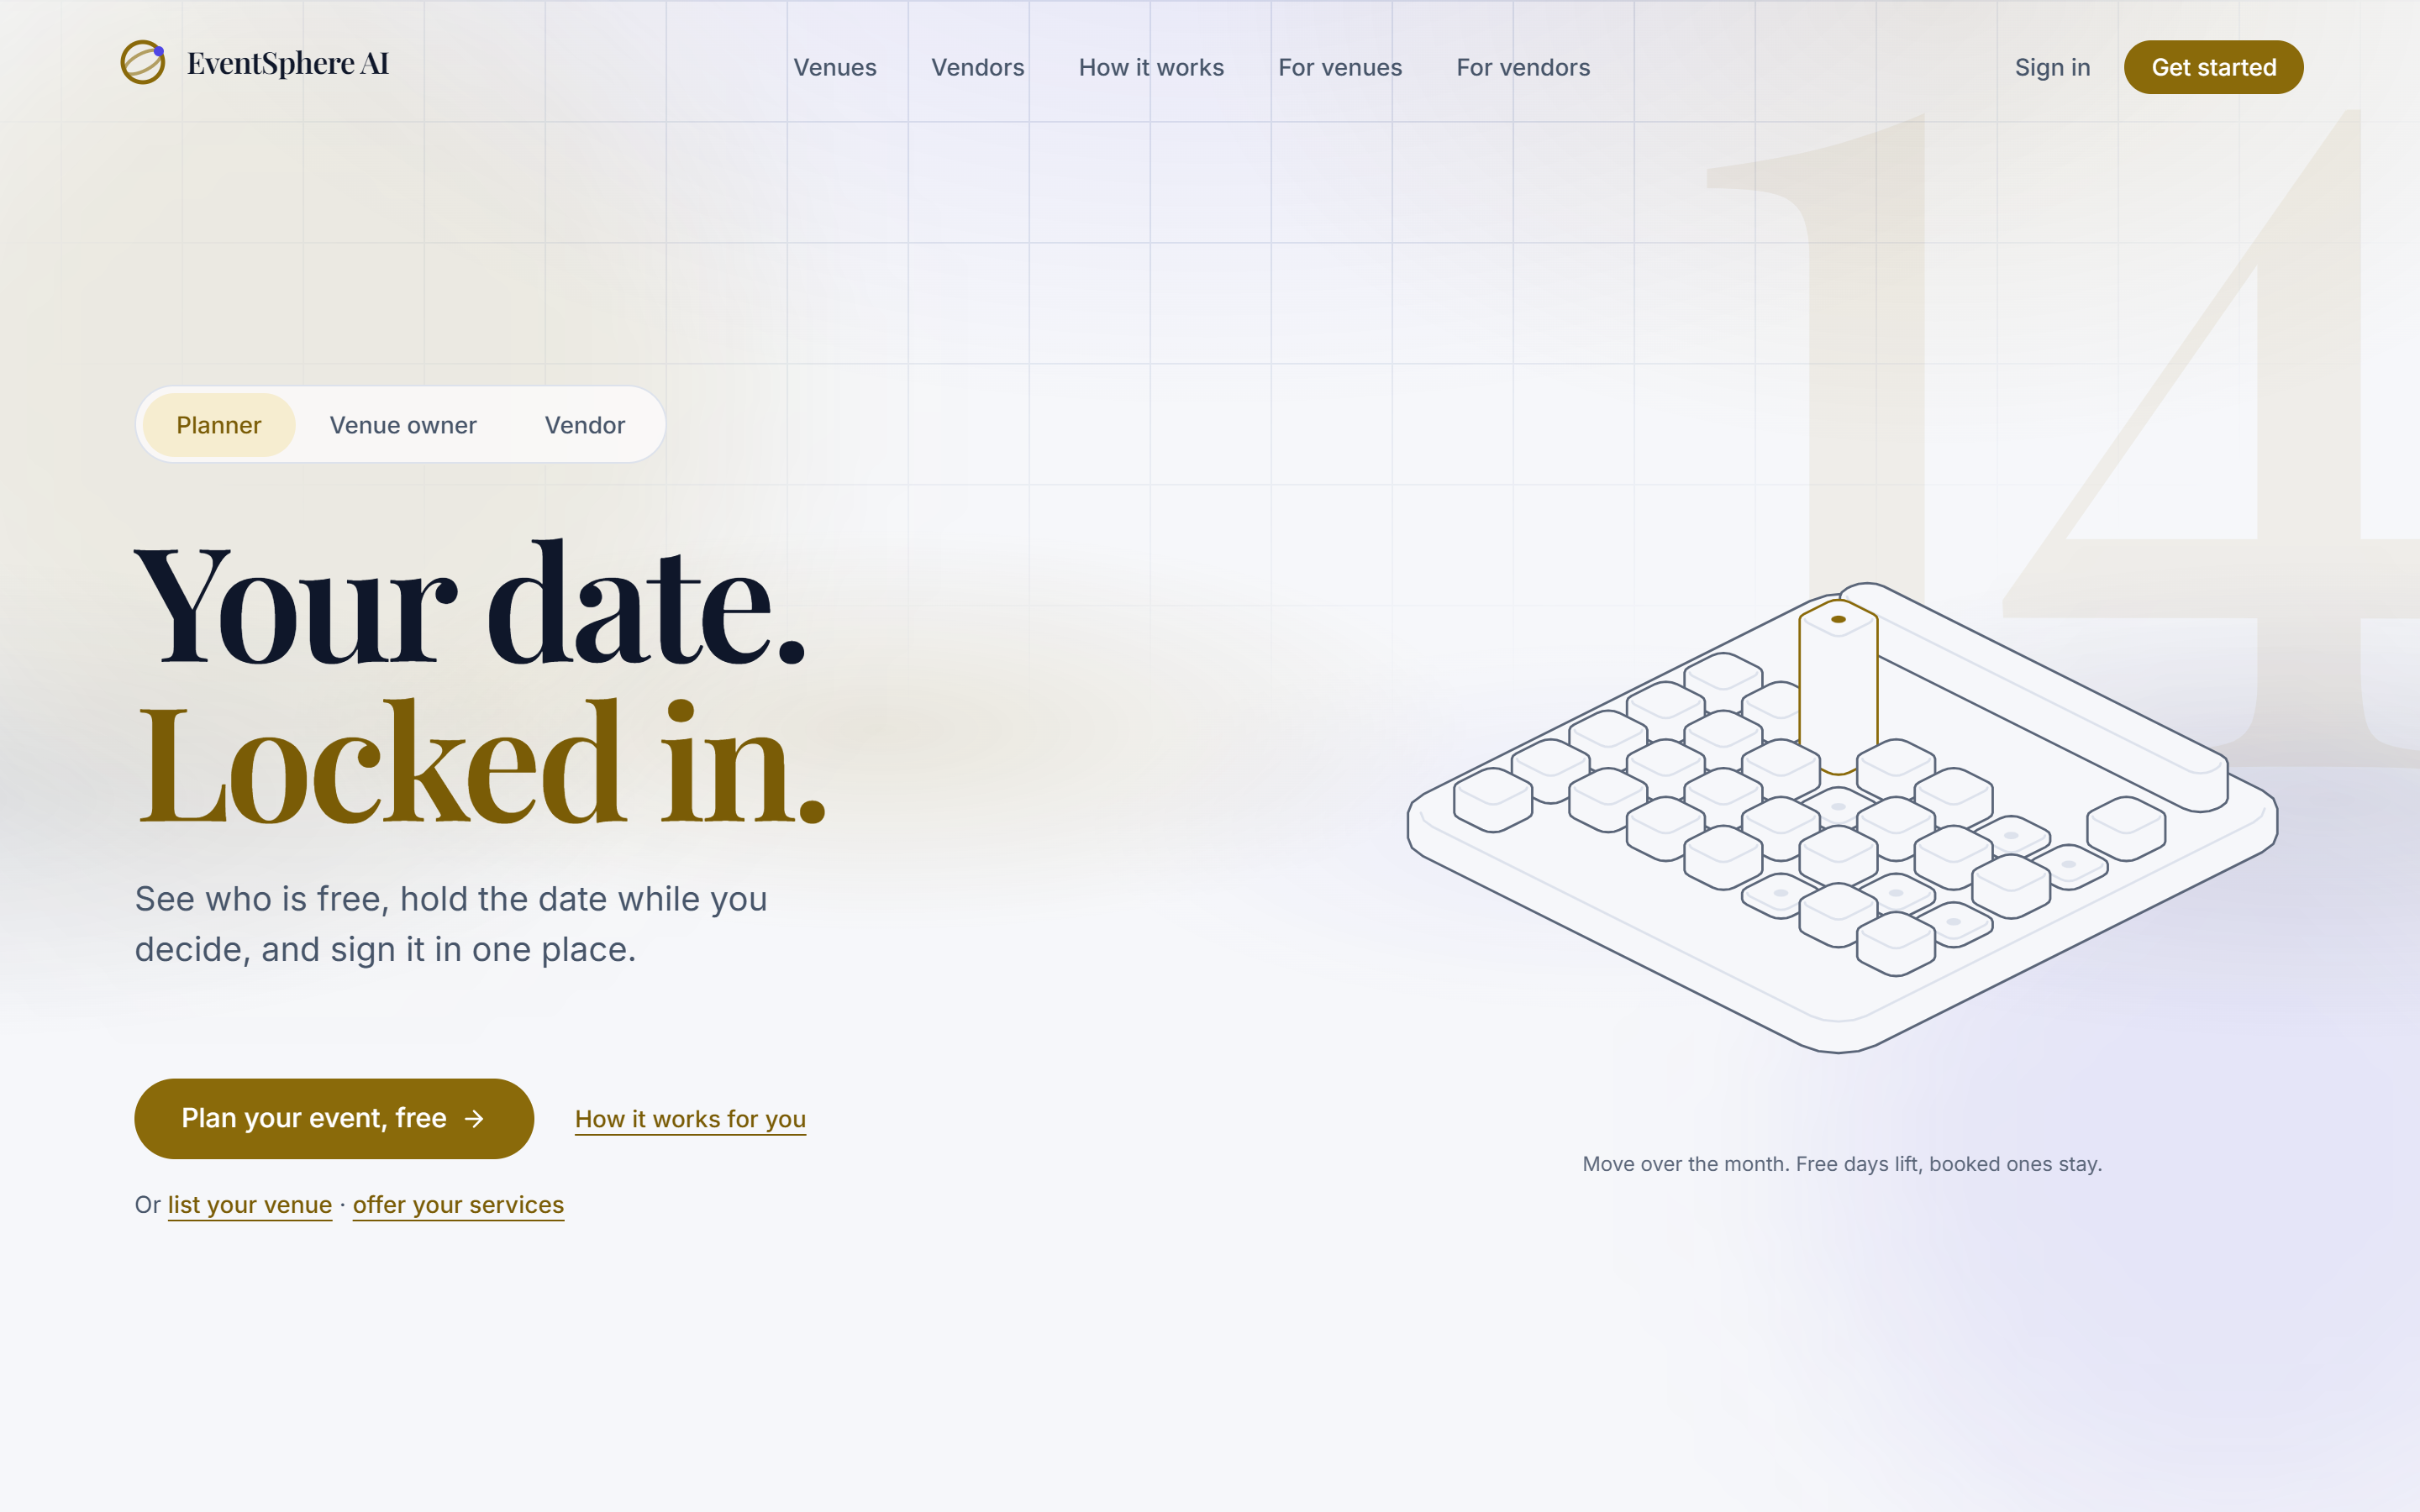 EventSphere AI
Venues
Vendors
How it works
For venues
For vendors
Sign in
Get started
14
Planner
Venue owner
Vendor
Your date.
Locked in.
See who is free, hold the date while you
decide, and sign it in one place.
Plan your event, free →
How it works for you
Or list your venue · offer your services
Move over the month. Free days lift, booked ones stay.